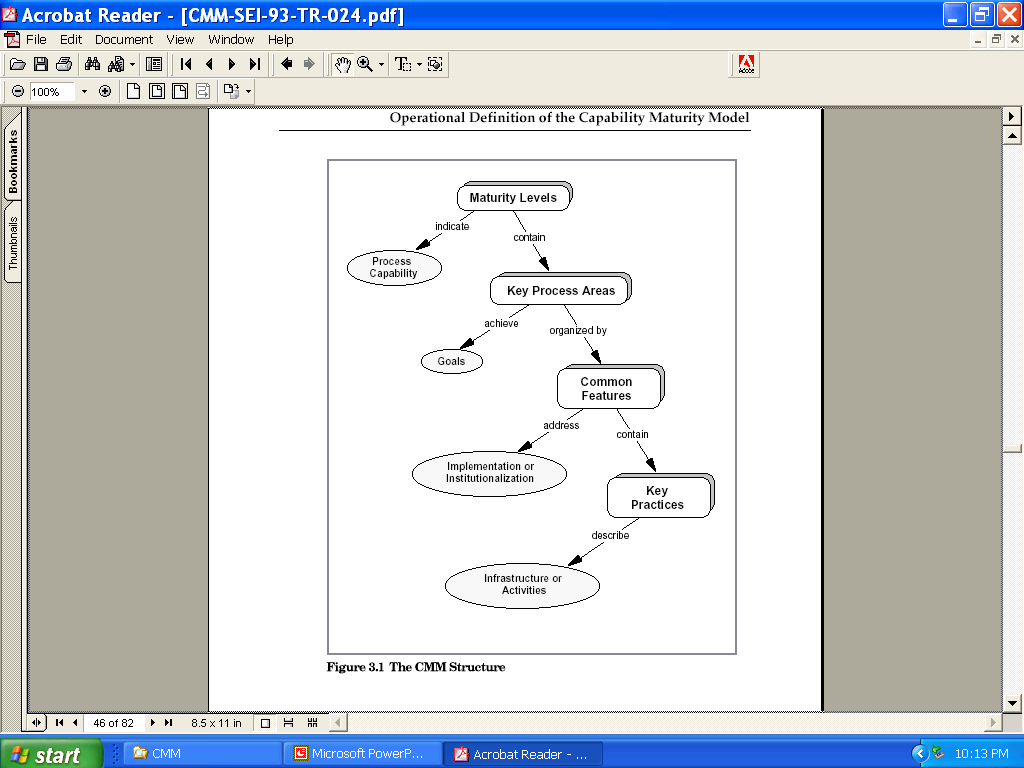 Acrobat Reader - [CMM-SEI-93-TR-024.pdf]
File Edit Document View Window Help
100%
Adobe
Bookmarks
Thumbnails
Operational Definition of the Capability Maturity Model
Maturity Levels
indicate
contain
Process
Capability
Key Process Areas
achieve
organized by
Goals
Common
Features
address
contain
Implementation or
Institutionalization
Key
Practices
describe
Infrastructure or
Activities
Figure 3.1 The CMM Structure
46 of 82 8.5 x 11 in
start CMM Microsoft PowerP... Acrobat Reader - ... 10:13 PM